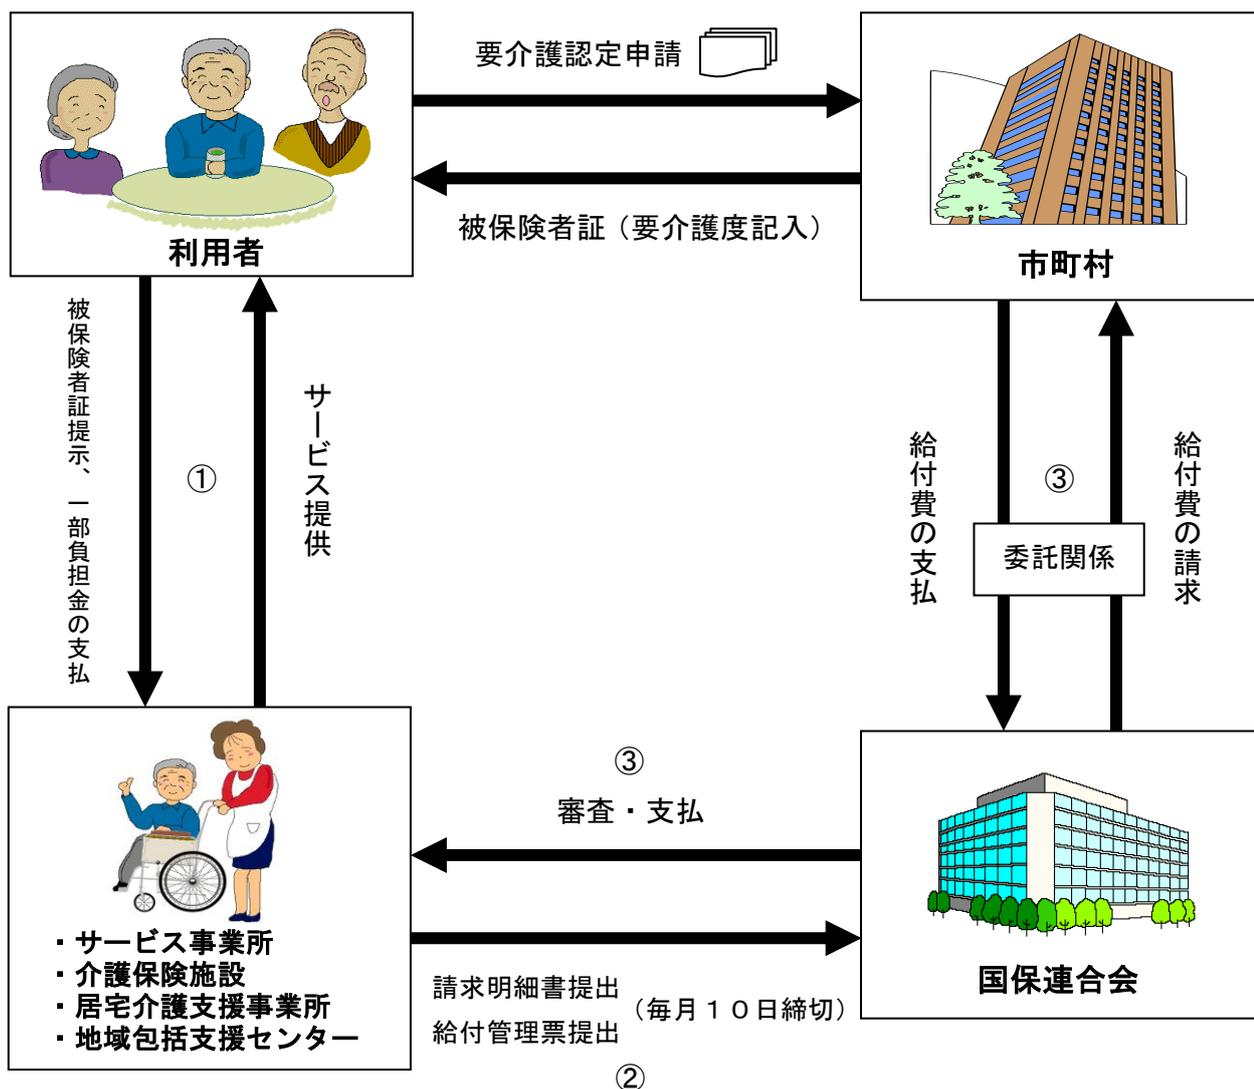 要介護認定申請
被保険者証（要介護度記入）
利用者
市町村
被保険者証提示、一部負担金の支払
①
サービス提供
給付費の支払
③
給付費の請求
委託関係
③
審査・支払
・サービス事業所
・介護保険施設
・居宅介護支援事業所
・地域包括支援センター
国保連合会
請求明細書提出
給付管理票提出
（毎月１０日締切）
②